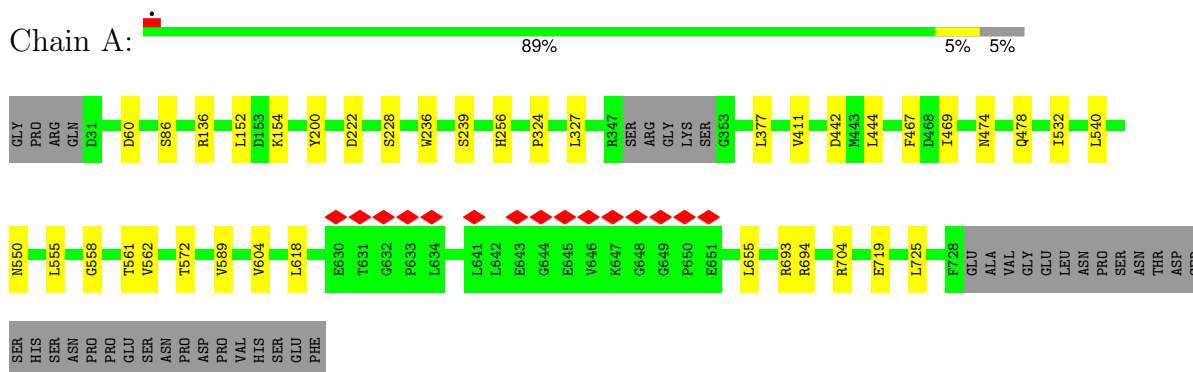 Chain A:
89% 5% 5%
GLY PRO ARG GLN D31 D60 S86 R136 L152 D153 K154 Y200 D222 S228 W236 S239 H256 P324 L327 R347 SER ARG GLY LYS SER G353 L377 V411 D442 M443 L444 F467 D468 I469 N474 Q478 I532 L540
N550 L555 G558 T561 V562 T572 V589 V604 L618 E630 T631 G632 P633 L634 L641 L642 E643 G644 E645 V646 K647 G648 G649 P650 E651 L655 R693 R694 R704 E719 L725 F728 GLU ALA VAL GLY GLU LEU ASN PRO SER ASN THR ASP SER
SER HIS SER ASN PRO PRO GLU SER ASN PRO ASP PRO VAL HIS SER GLU PHE